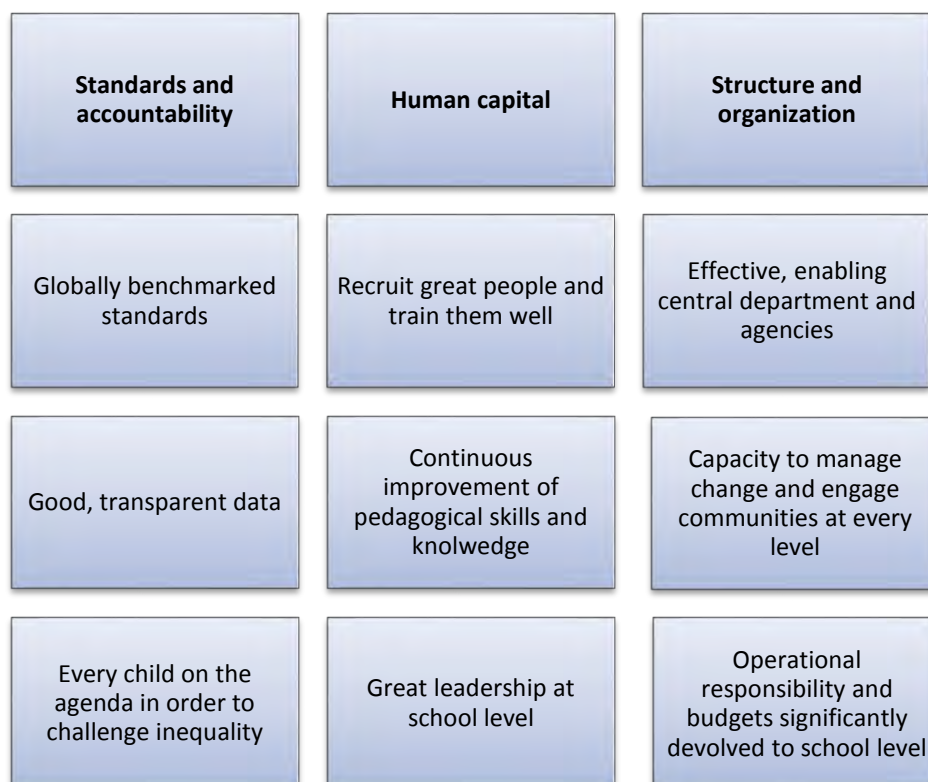 Standards and
accountability
Human capital
Structure and
organization
Globally benchmarked
standards
Recruit great people and
train them well
Effective, enabling
central department and
agencies
Good, transparent data
Continuous
improvement of
pedagogical skills and
knolwedge
Capacity to manage
change and engage
communities at every
level
Every child on the
agenda in order to
challenge inequality
Great leadership at
school level
Operational
responsibility and
budgets significantly
devolved to school level